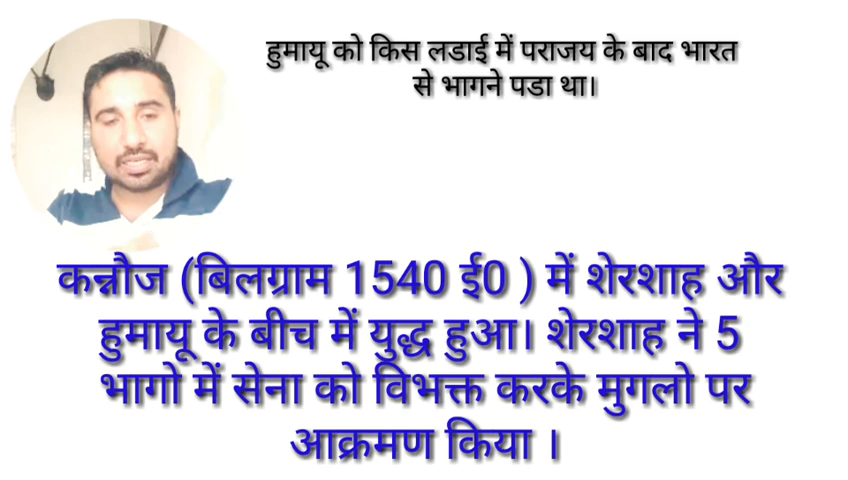 हुमायू को किस लडाई में पराजय के बाद भारत
से भागने पडा था।
कन्नौज (बिलग्राम 1540 ई0 ) में शेरशाह और
हुमायू के बीच में युद्ध हुआ। शेरशाह ने 5
भागो में सेना को विभक्त करके मुगलो पर
आक्रमण किया ।